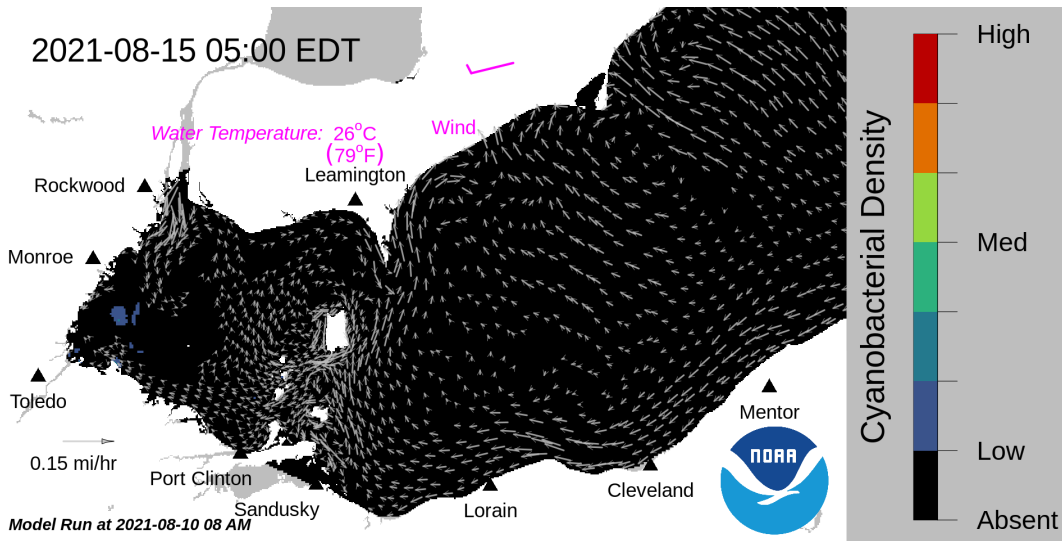 2021-08-15 05:00 EDT
High
Water Temperature: 26°C
(79°F)
Wind
Leamington
Rockwood
Monroe
Med
Cyanobacterial Density
Toledo
Mentor
0.15 mi/hr
Port Clinton
NOAA
Low
Sandusky
Lorain
Cleveland
Model Run at 2021-08-10 08 AM
Absent